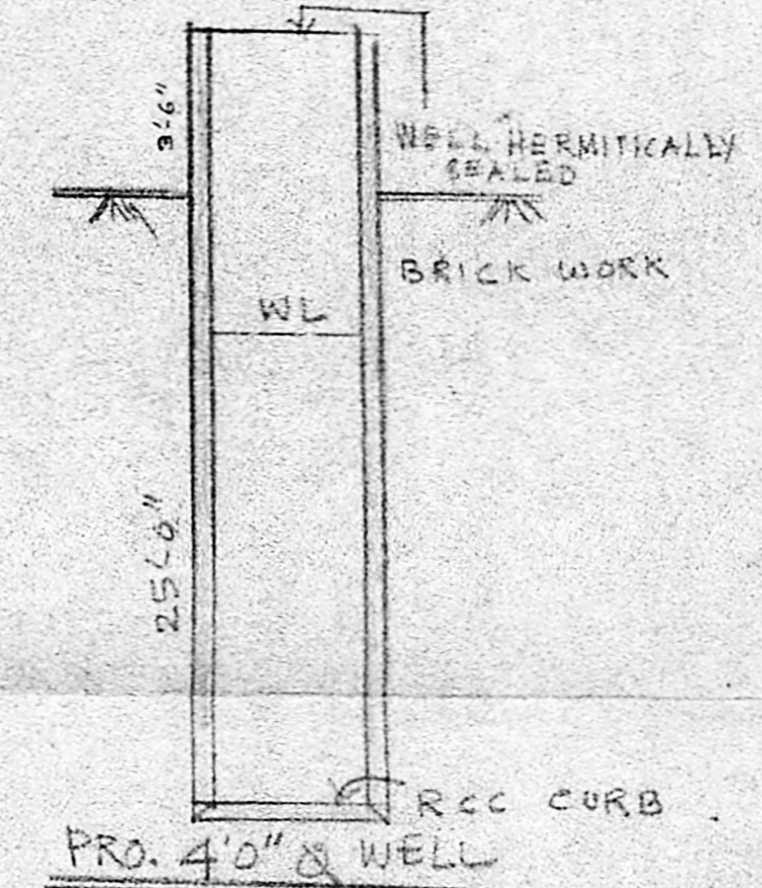 3'-6"
WELL HERMITICALLY
SEALED
BRICK WORK
WL
25'-0"
RCC CURB
PRO. 4'0" Ø WELL